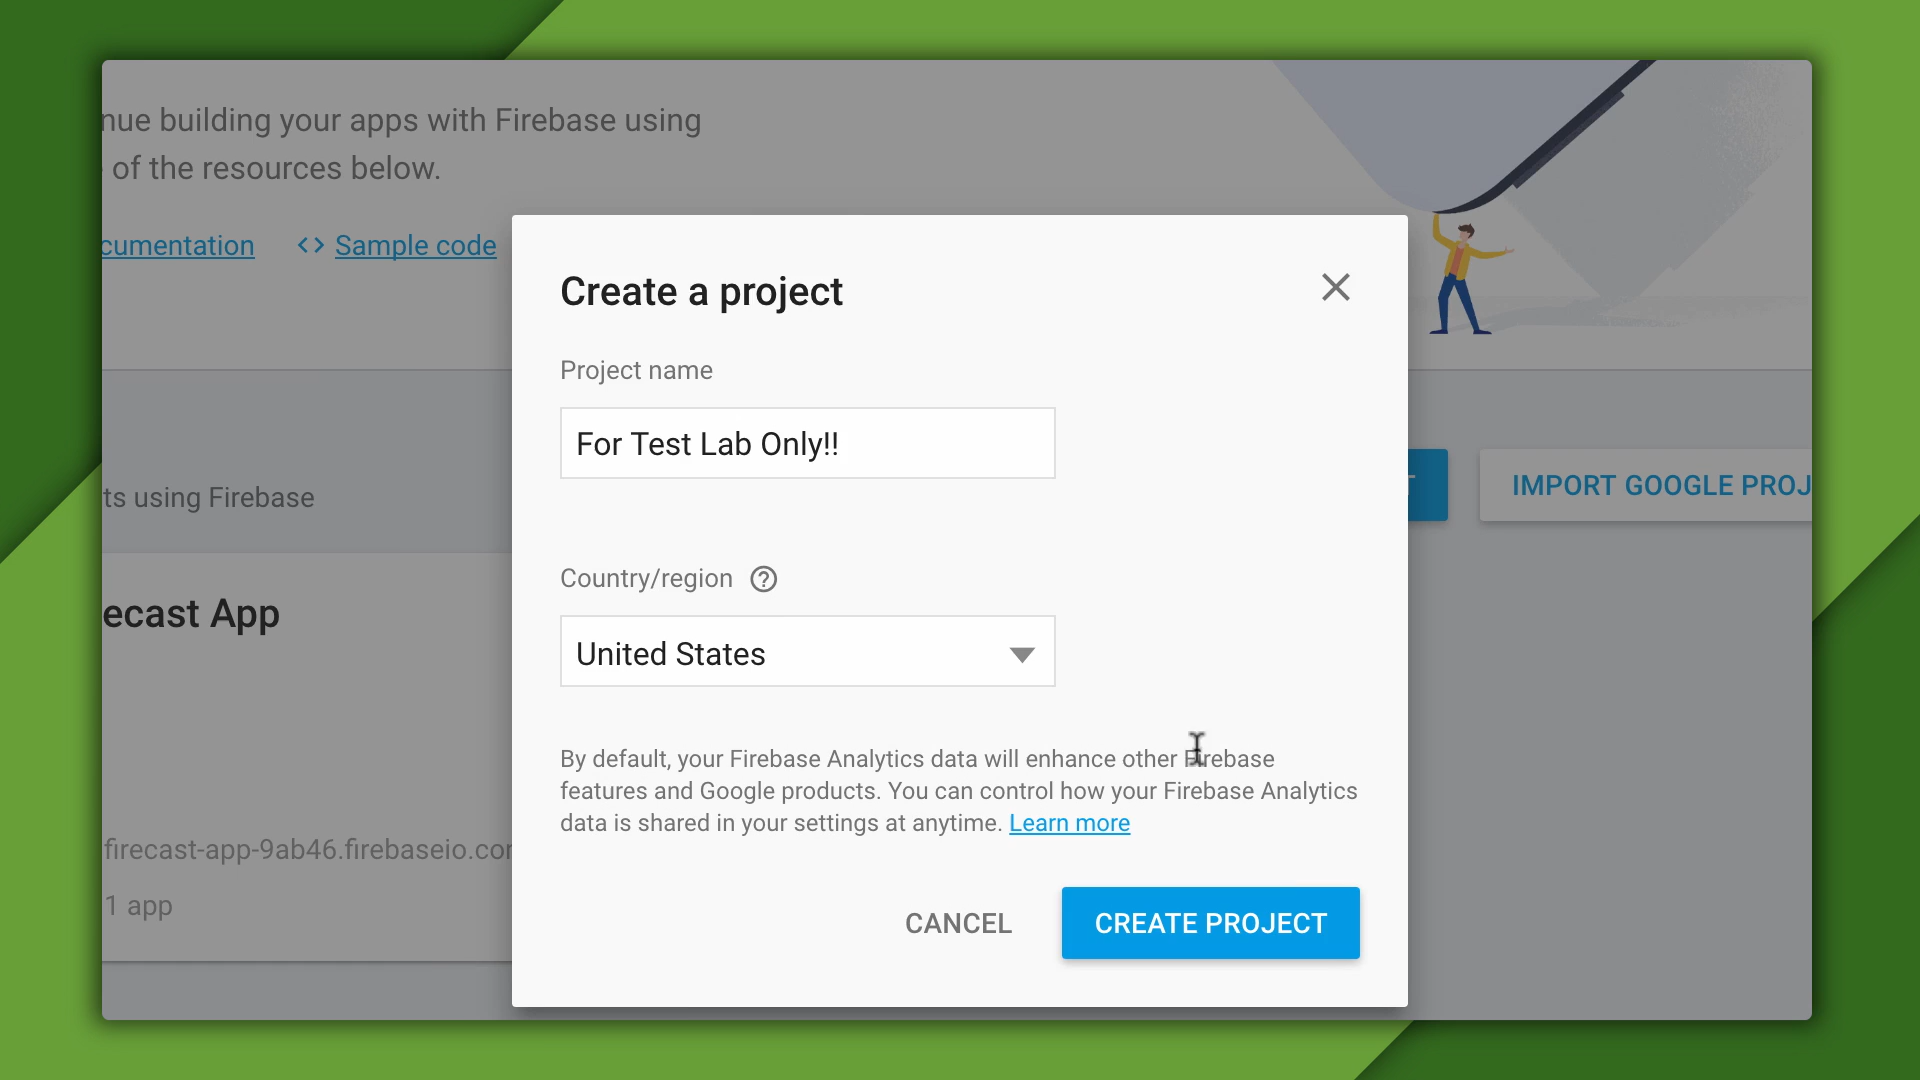 nue building your apps with Firebase using
of the resources below.
cumentation
<> Sample code
Create a project
Project name
For Test Lab Only!!
T
IMPORT GOOGLE PROJ
ts using Firebase
Country/region ?
ecast App
United States
By default, your Firebase Analytics data will enhance other Firebase
features and Google products. You can control how your Firebase Analytics
data is shared in your settings at anytime. Learn more
firecast-app-9ab46.firebaseio.com
1 app
CANCEL
CREATE PROJECT